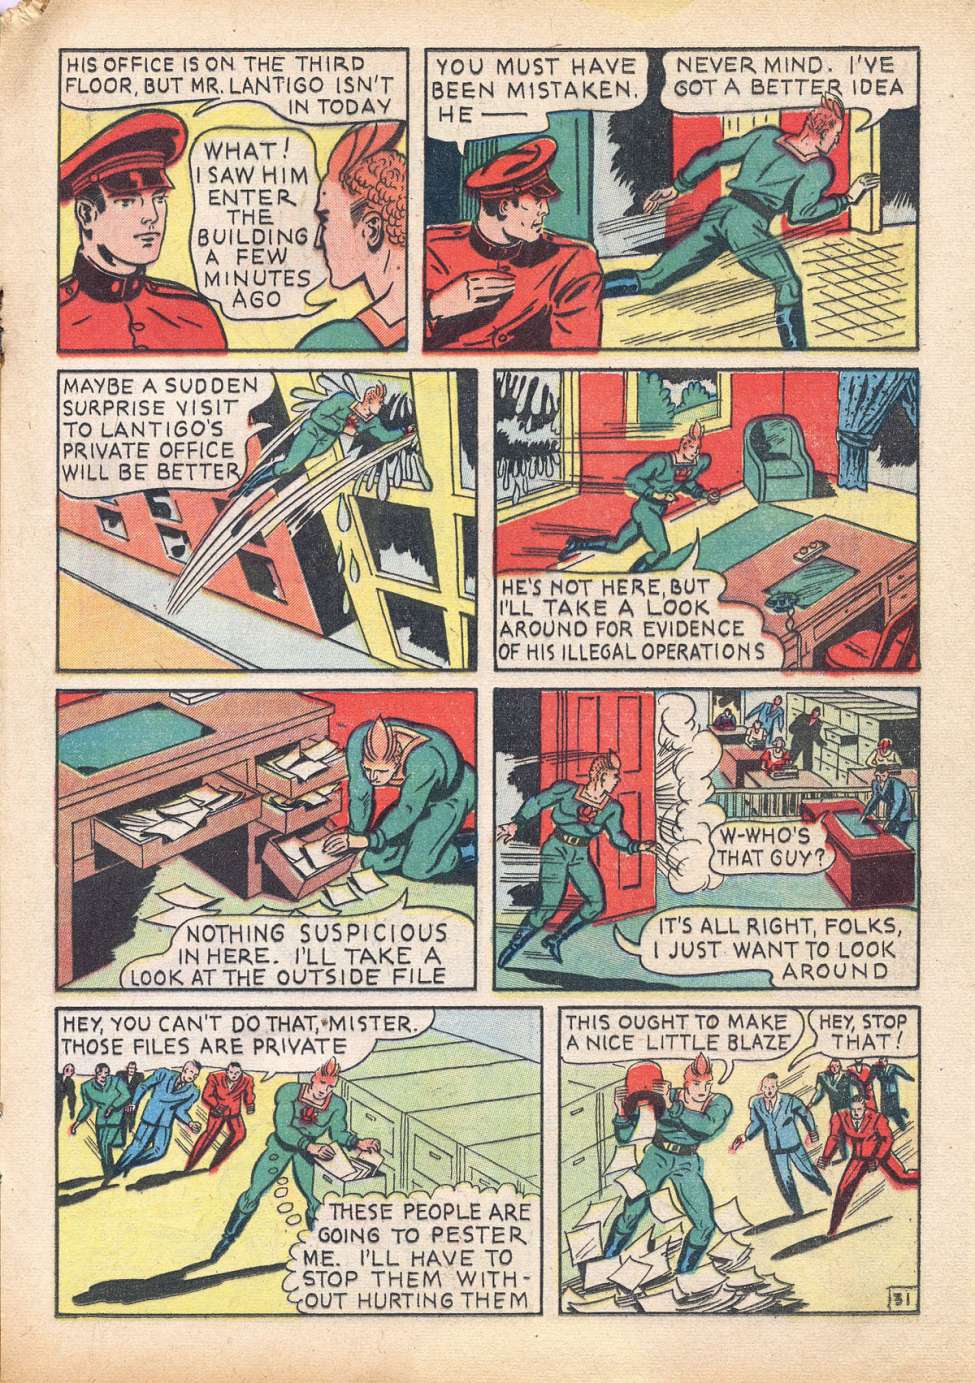 HIS OFFICE IS ON THE THIRD
FLOOR, BUT MR. LANTIGO ISN'T
IN TODAY
WHAT!
I SAW HIM
ENTER
THE
BUILDING
A FEW
MINUTES
AGO
YOU MUST HAVE
BEEN MISTAKEN.
HE —
NEVER MIND. I'VE
GOT A BETTER IDEA
MAYBE A SUDDEN
SURPRISE VISIT
TO LANTIGO'S
PRIVATE OFFICE
WILL BE BETTER
HE'S NOT HERE, BUT
I'LL TAKE A LOOK
AROUND FOR EVIDENCE
OF HIS ILLEGAL OPERATIONS
NOTHING SUSPICIOUS
IN HERE. I'LL TAKE A
LOOK AT THE OUTSIDE FILE
W-WHO'S
THAT GUY?
IT'S ALL RIGHT, FOLKS,
I JUST WANT TO LOOK
AROUND
HEY, YOU CAN'T DO THAT, MISTER.
THOSE FILES ARE PRIVATE
THESE PEOPLE ARE
GOING TO PESTER
ME. I'LL HAVE TO
STOP THEM WITH-
OUT HURTING THEM
THIS OUGHT TO MAKE
A NICE LITTLE BLAZE
HEY, STOP
THAT!
31